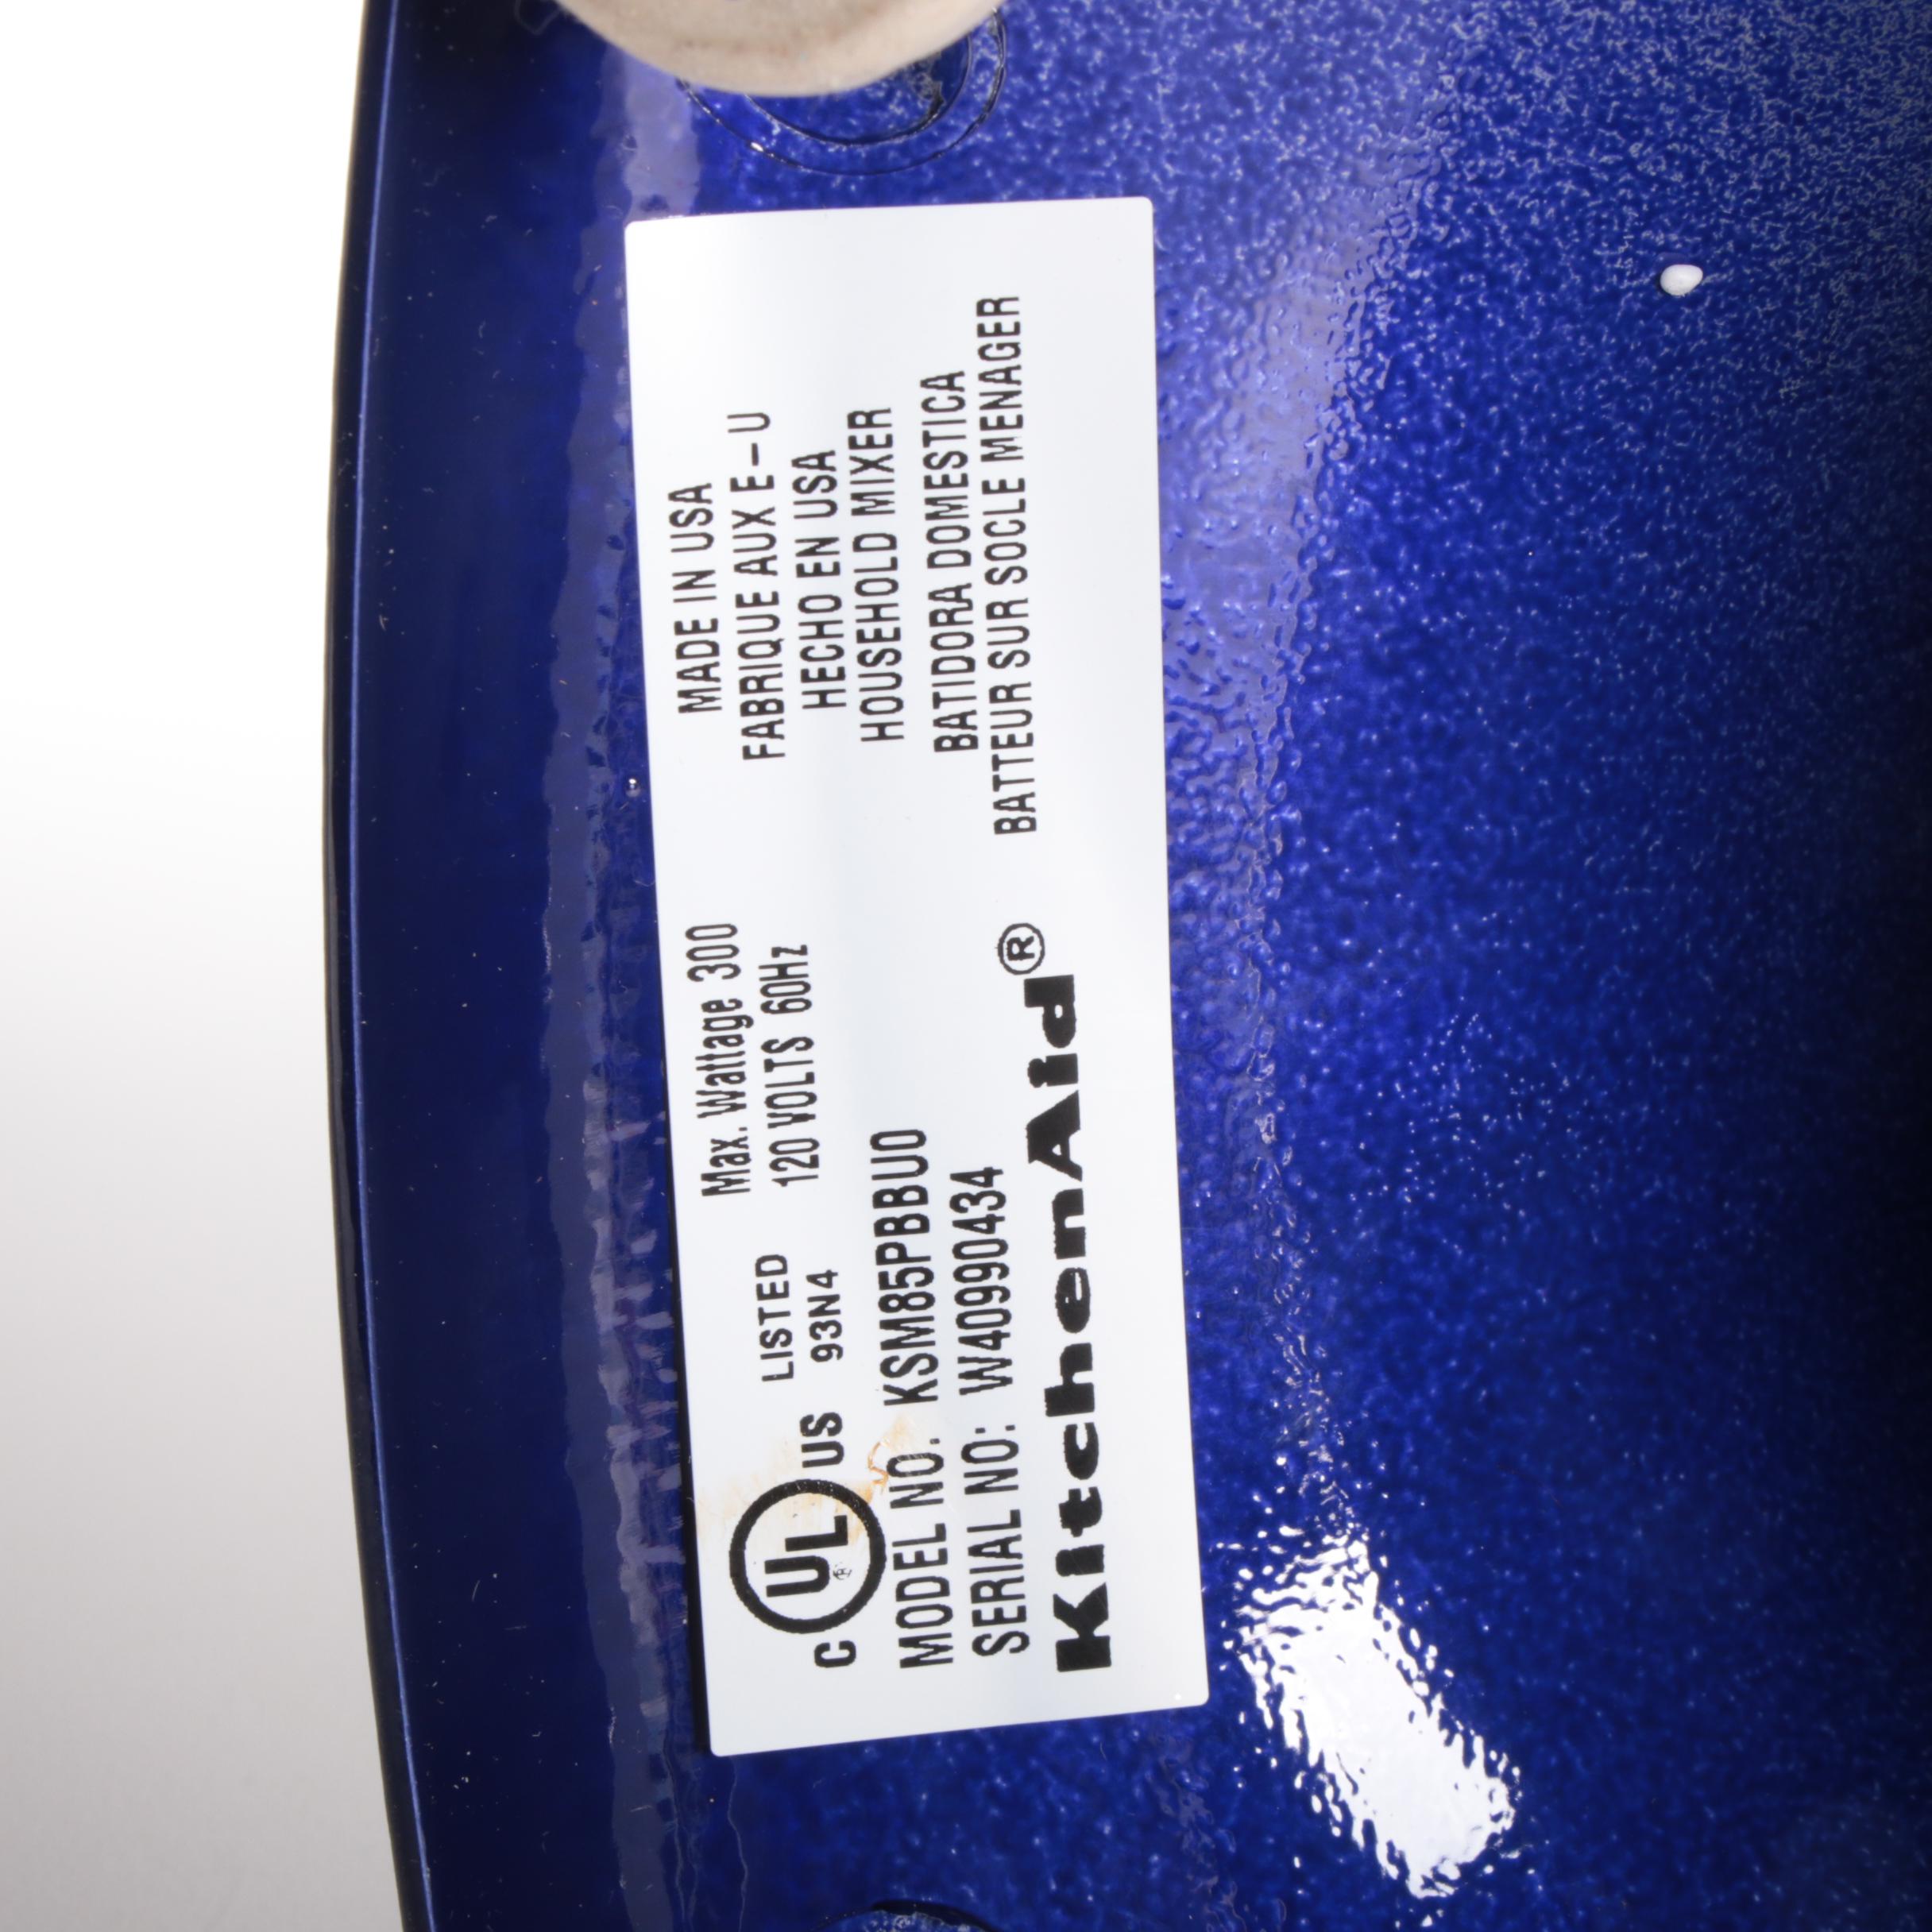 C UL® US LISTED 93N4
Max. Wattage 300
120 VOLTS 60Hz
MODEL NO. KSM85PBBU0
SERIAL NO: W40990434
KitchenAid®
MADE IN USA
FABRIQUE AUX E-U
HECHO EN USA
HOUSEHOLD MIXER
BATIDORA DOMESTICA
BATTEUR SUR SOCLE MENAGER